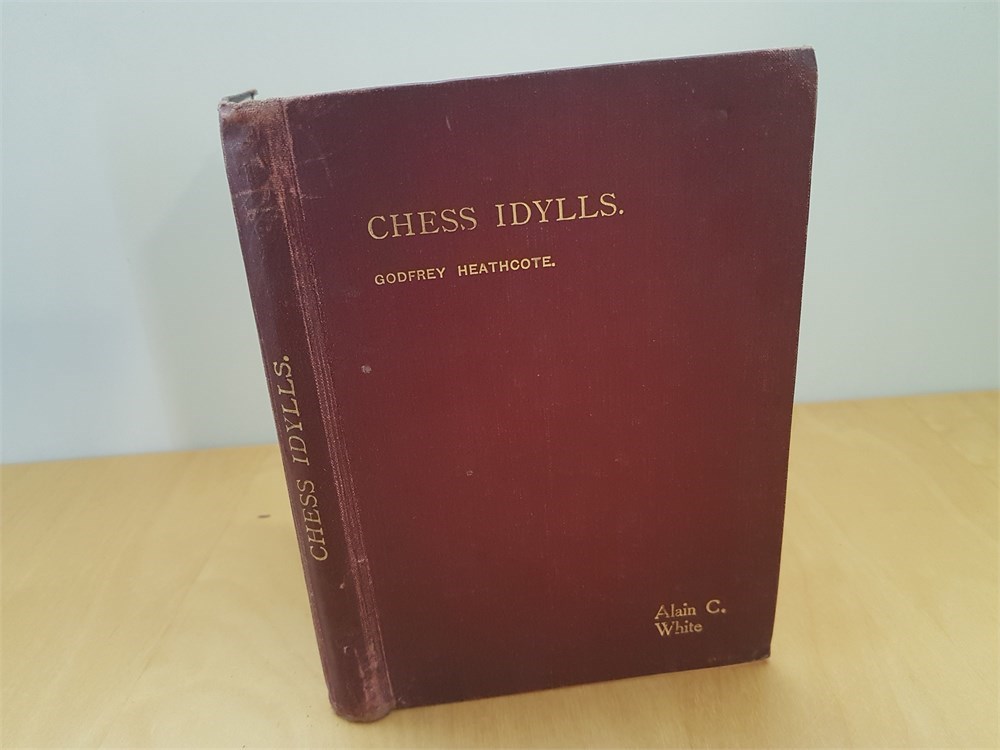 CHESS IDYLLS.
GODFREY HEATHCOTE.
Alain C.
White
CHESS IDYLLS.